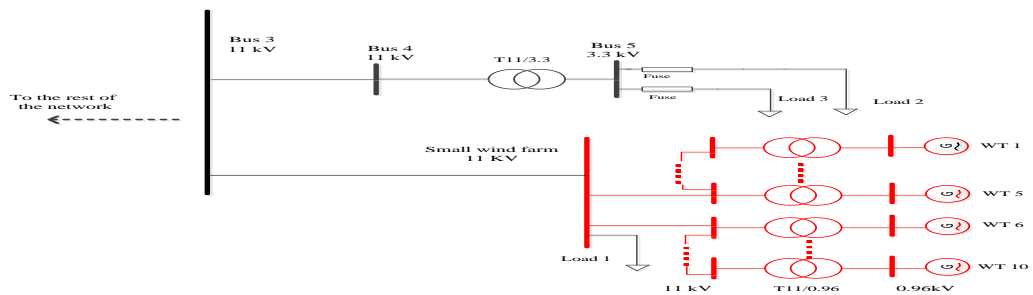 Bus 3
11 kV
Bus 4
11 kV
T11/3.3
Bus 5
3.3 kV
Fuse
Fuse
Load 3
Load 2
To the rest of
the network
Small wind farm
11 KV
Load 1
G
WT 1
G
WT 5
G
WT 6
G
WT 10
11 kV
T11/0.96
0.96kV